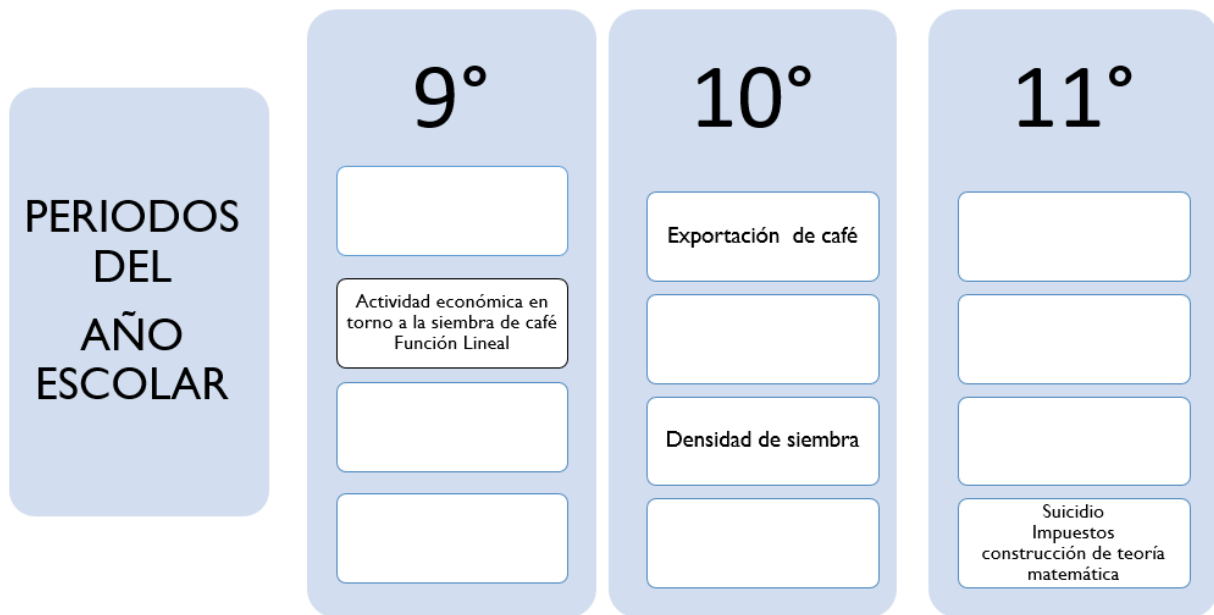 PERIODOS
DEL
AÑO
ESCOLAR
9°
Actividad económica en
torno a la siembra de café
Función Lineal
10°
Exportación de café
Densidad de siembra
11°
Suicidio
Impuestos
construcción de teoría
matemática